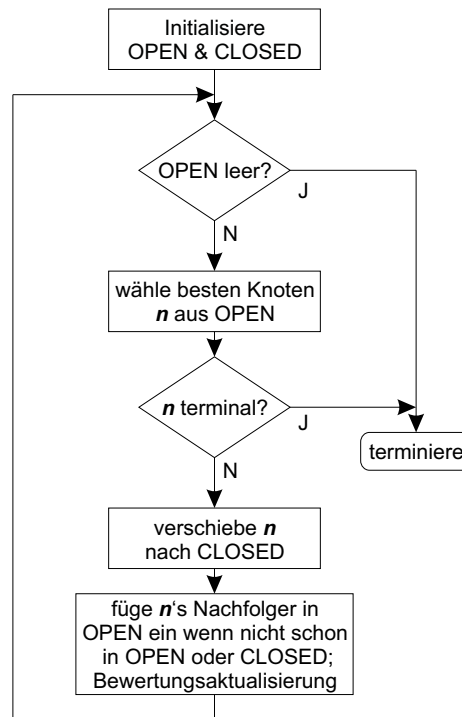 Initialisiere
OPEN & CLOSED
OPEN leer?
J
N
wähle besten Knoten
n aus OPEN
n terminal?
J
terminiere
N
verschiebe n
nach CLOSED
füge n‘s Nachfolger in
OPEN ein wenn nicht schon
in OPEN oder CLOSED;
Bewertungsaktualisierung